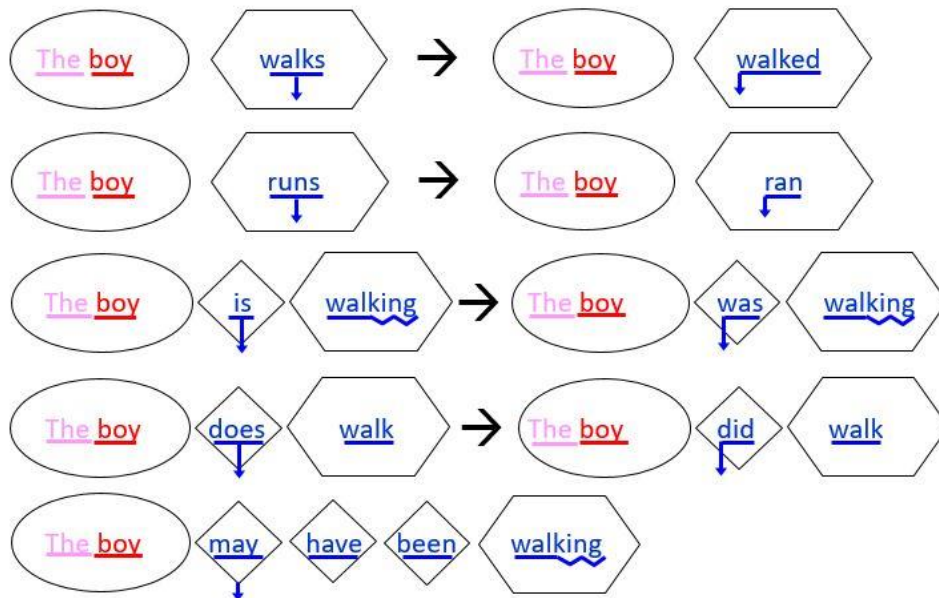 The boy walks → The boy walked
The boy runs → The boy ran
The boy is walking → The boy was walking
The boy does walk → The boy did walk
The boy may have been walking